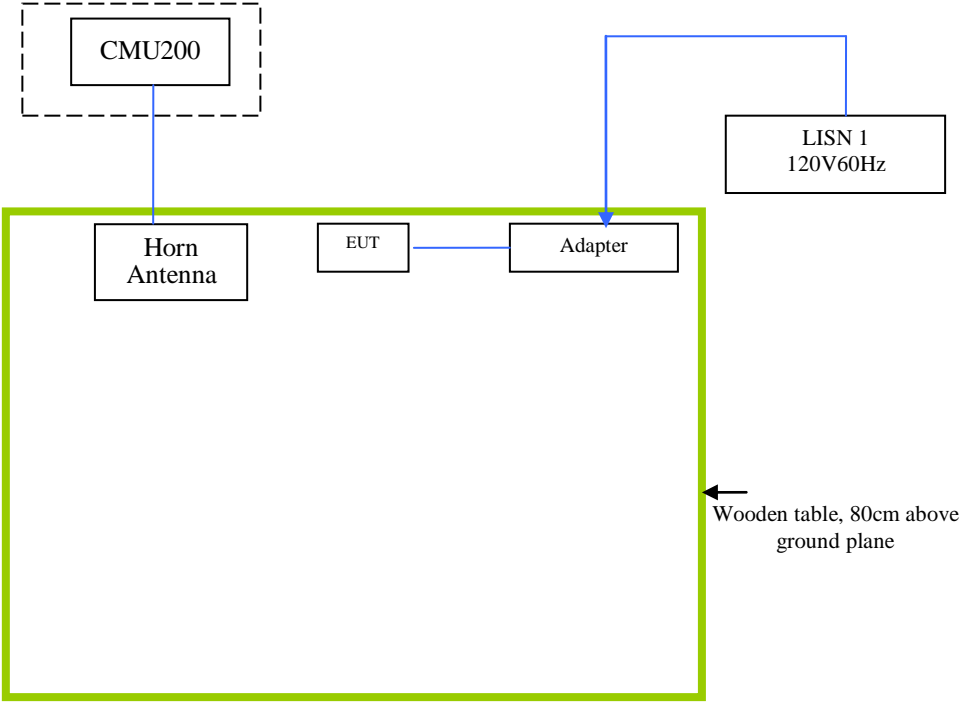 CMU200
LISN 1
120V60Hz
Horn
Antenna
EUT
Adapter
Wooden table, 80cm above
ground plane